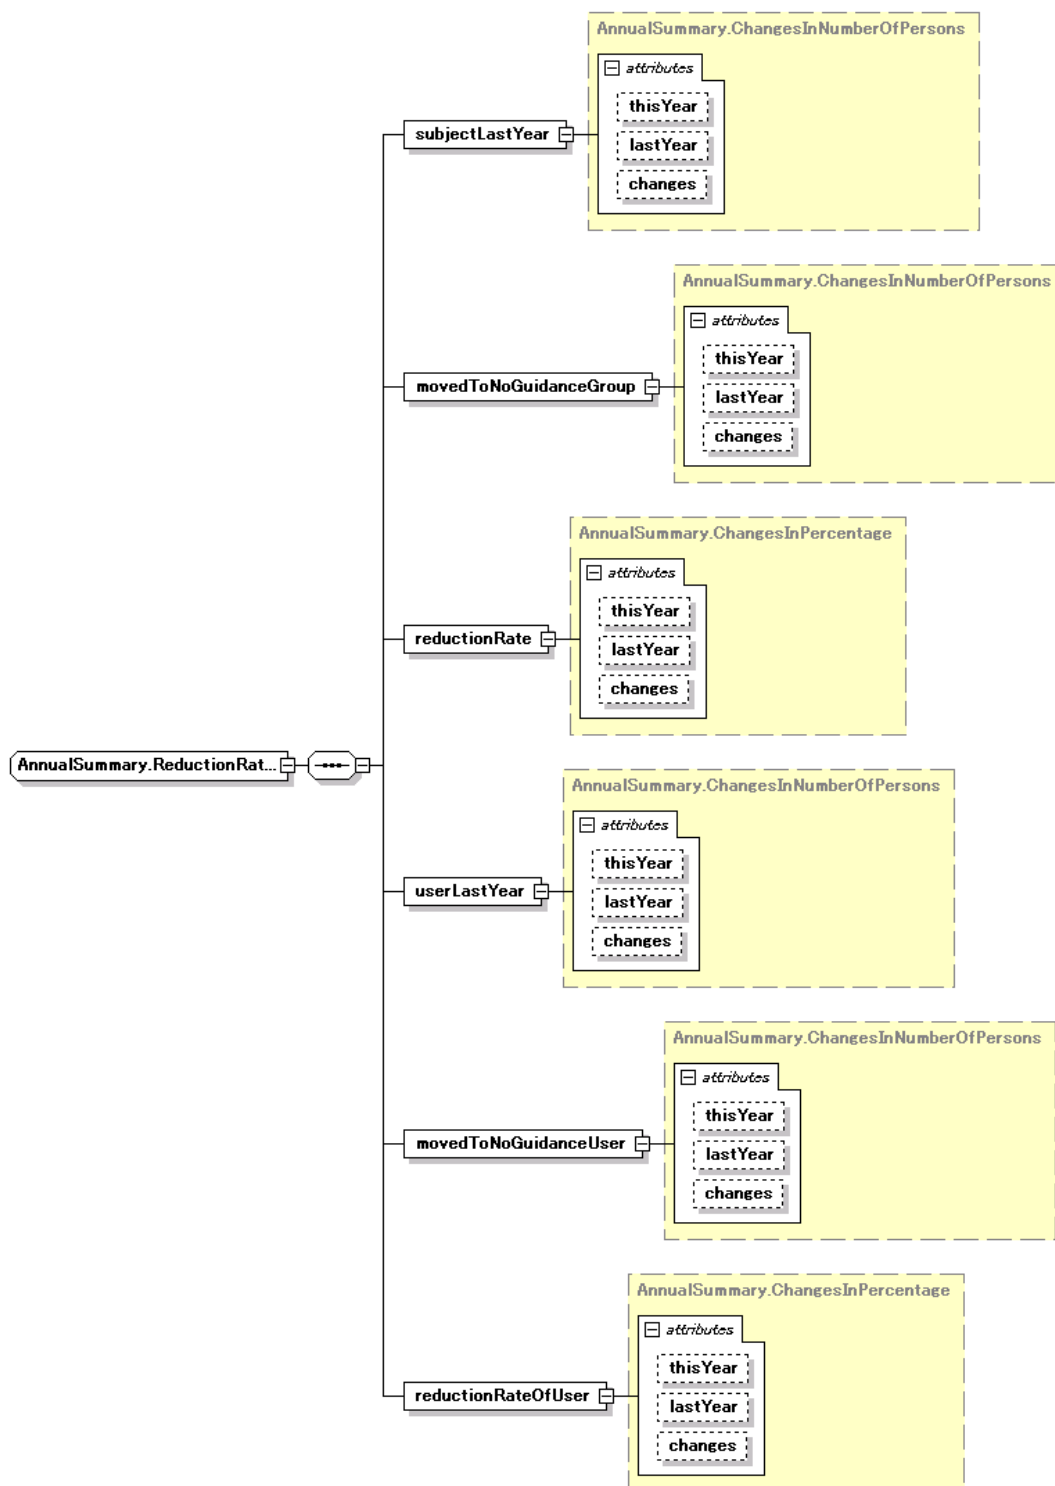 AnnualSummary.ChangesInNumberOfPersons
attributes
thisYear
subjectLastYear
lastYear
changes
AnnualSummary.ChangesInNumberOfPersons
attributes
thisYear
movedToNoGuidanceGroup
lastYear
changes
AnnualSummary.ChangesInPercentage
attributes
thisYear
reductionRate
lastYear
changes
AnnualSummary.ReductionRat...
AnnualSummary.ChangesInNumberOfPersons
attributes
thisYear
userLastYear
lastYear
changes
AnnualSummary.ChangesInNumberOfPersons
attributes
thisYear
movedToNoGuidanceUser
lastYear
changes
AnnualSummary.ChangesInPercentage
attributes
thisYear
reductionRateOfUser
lastYear
changes